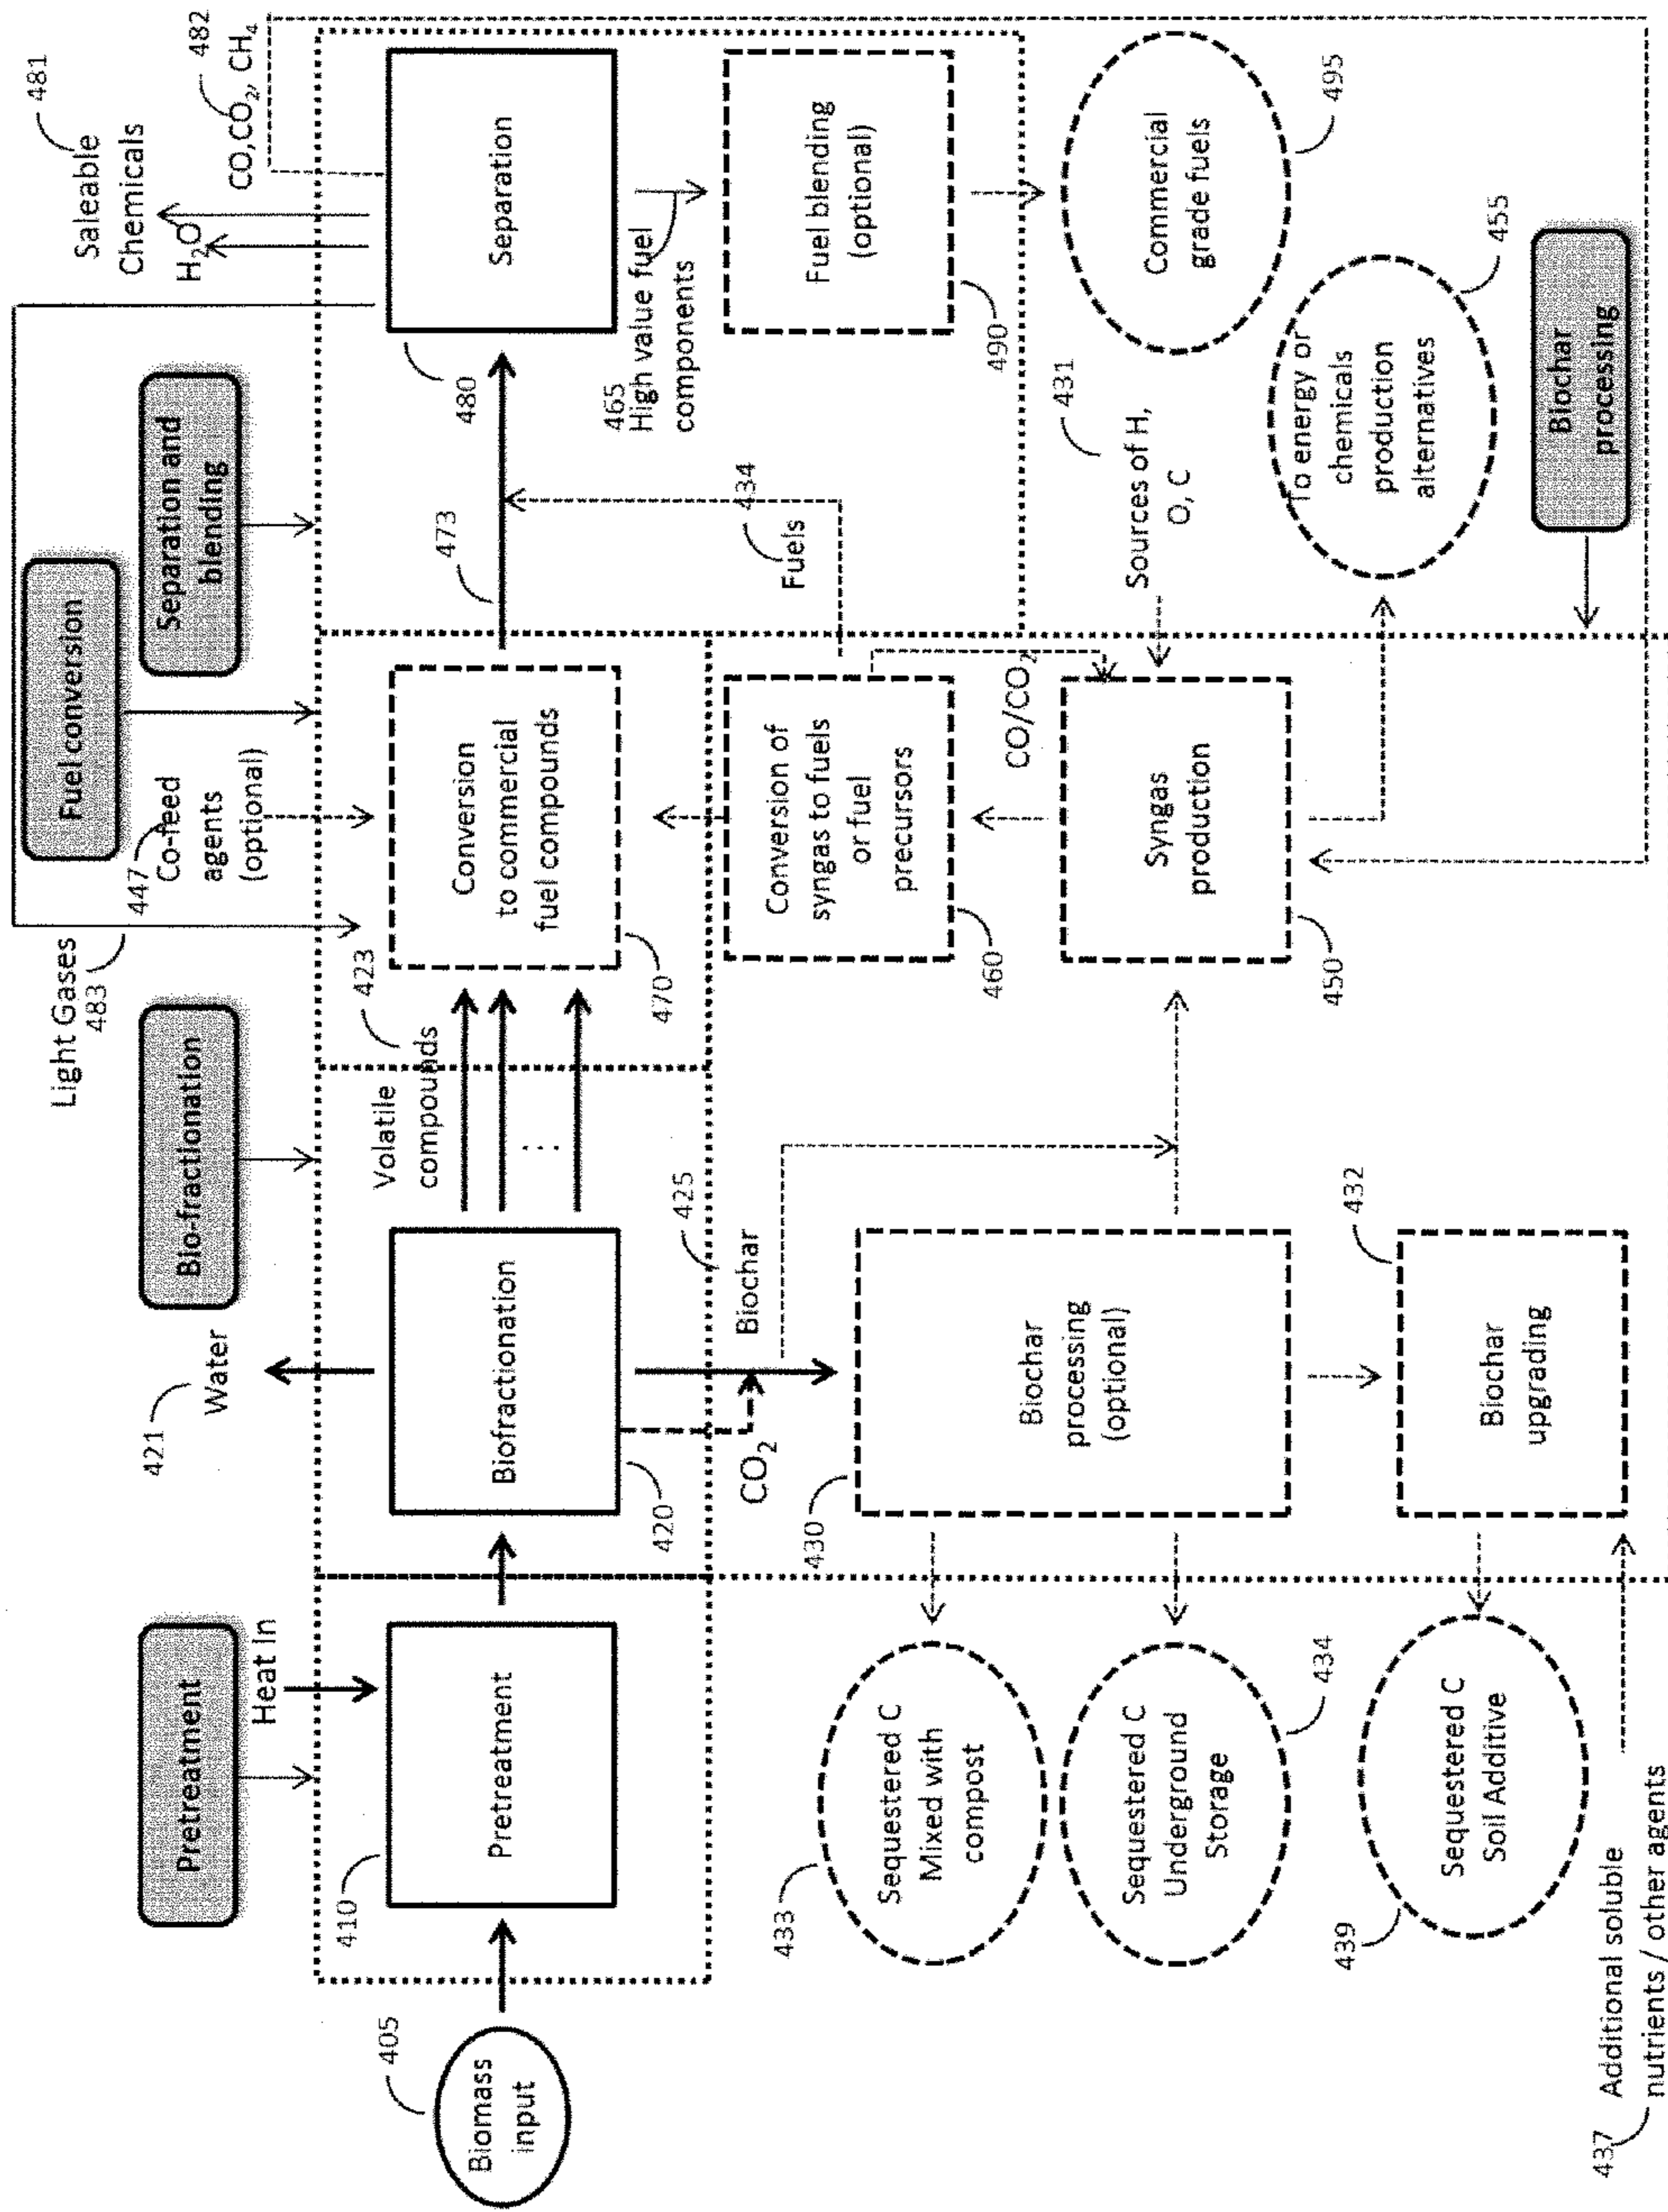 Light Gases
483
481
Saleable
Chemicals
H₂O
CO,CO₂, CH₄
482
Fuel conversion
Pretreatment
Bio-fractionation
Separation and
blending
Heat In
421
Water
447
Co-feed
agents
(optional)
405
Biomass
input
410
Pretreatment
Biofractionation
420
Volatile
compounds
423
...
Conversion
to commercial
fuel compounds
470
473
Separation
480
465
High value fuel
components
CO₂
Biochar
425
Conversion of
syngas to fuels
or fuel
precursors
460
Fuels
434
Fuel blending
(optional)
490
433
Sequestered C
Mixed with
compost
430
Biochar
processing
(optional)
CO/CO₂
Sources of H,
O, C
431
Commercial
grade fuels
495
Sequestered C
Underground
Storage
434
Syngas
production
450
To energy or
chemicals
production
alternatives
455
439
Sequestered C
Soil Additive
Biochar
upgrading
432
Biochar
processing
437
Additional soluble
nutrients / other agents